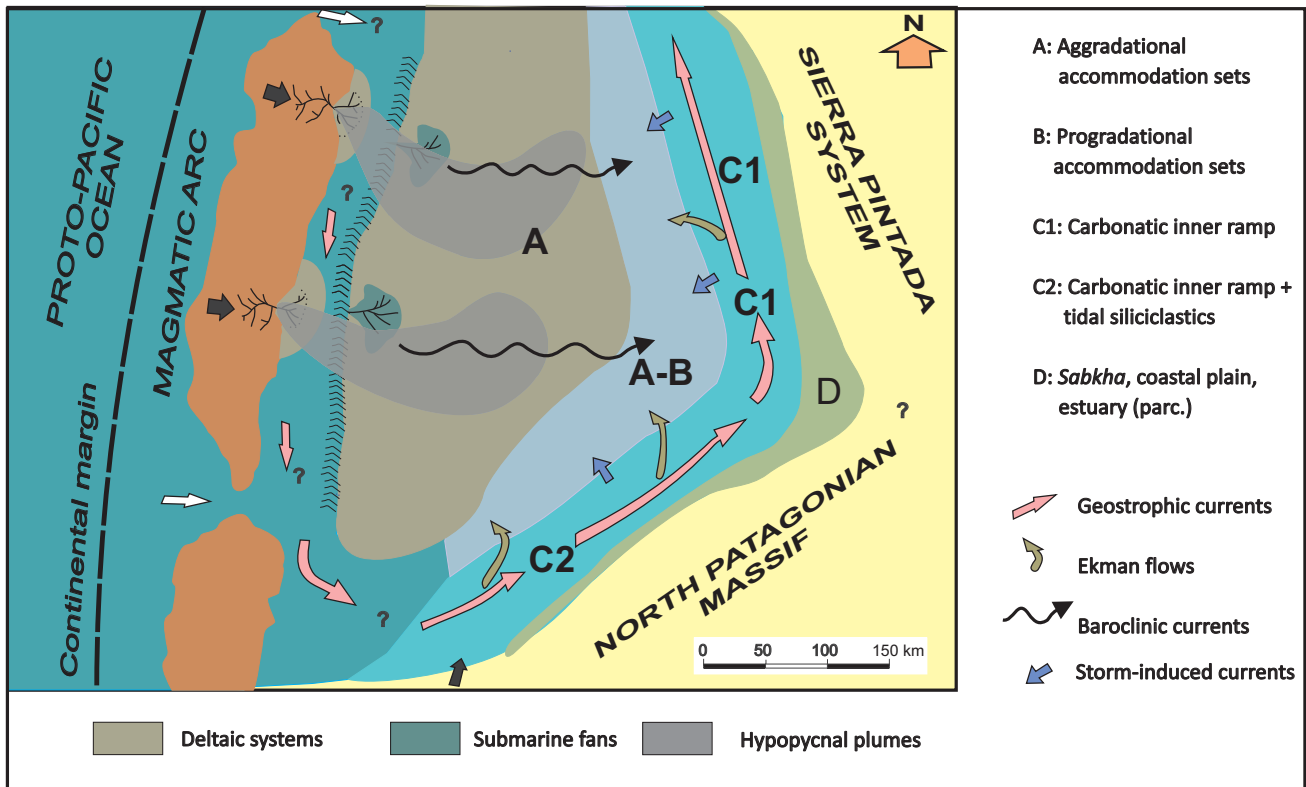 N
?
PROTO-PACIFIC
OCEAN
MAGMATIC ARC
Continental margin
SIERRA PINTADA
SYSTEM
C1
?
A
C1
A-B
D
?
?
C2
?
NORTH PATAGONIAN
MASSIF
0 50 100 150 km
A: Aggradational
accommodation sets
B: Progradational
accommodation sets
C1: Carbonatic inner ramp
C2: Carbonatic inner ramp +
tidal siliciclastics
D: Sabkha, coastal plain,
estuary (parc.)
Geostrophic currents
Ekman flows
Baroclinic currents
Storm-induced currents
Deltaic systems
Submarine fans
Hypopycnal plumes